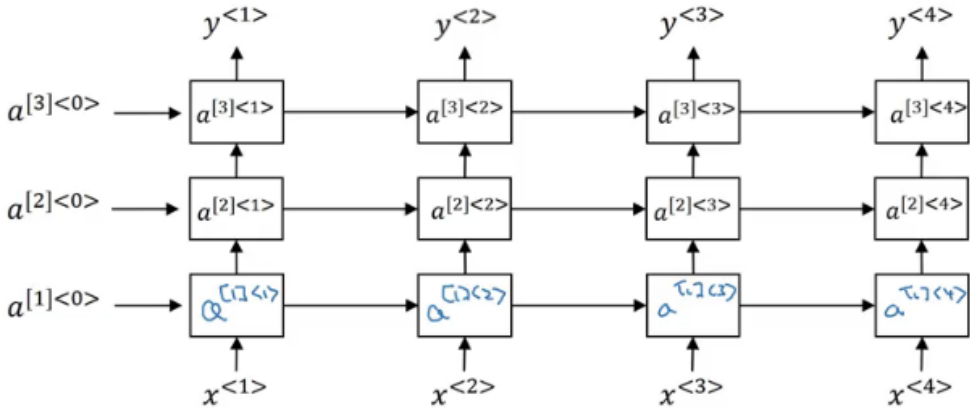 y<1> y<2> y<3> y<4>
a[3]<0> a[3]<1> a[3]<2> a[3]<3> a[3]<4>
a[2]<0> a[2]<1> a[2]<2> a[2]<3> a[2]<4>
a[1]<0> a[1]<1> a[1]<2> a[1]<3> a[1]<4>
x<1> x<2> x<3> x<4>